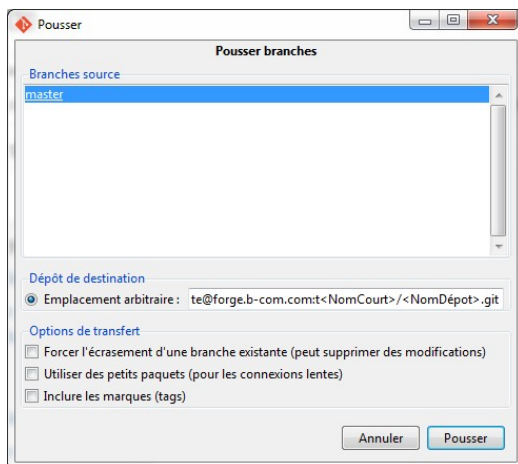 Pousser
Pousser branches
Branches source
master
Dépôt de destination
Emplacement arbitraire : te@forge.b-com.com:t<NomCourt>/<NomDépôt>.git
Options de transfert
Forcer l'écrasement d'une branche existante (peut supprimer des modifications)
Utiliser des petits paquets (pour les connexions lentes)
Inclure les marques (tags)
Annuler Pousser